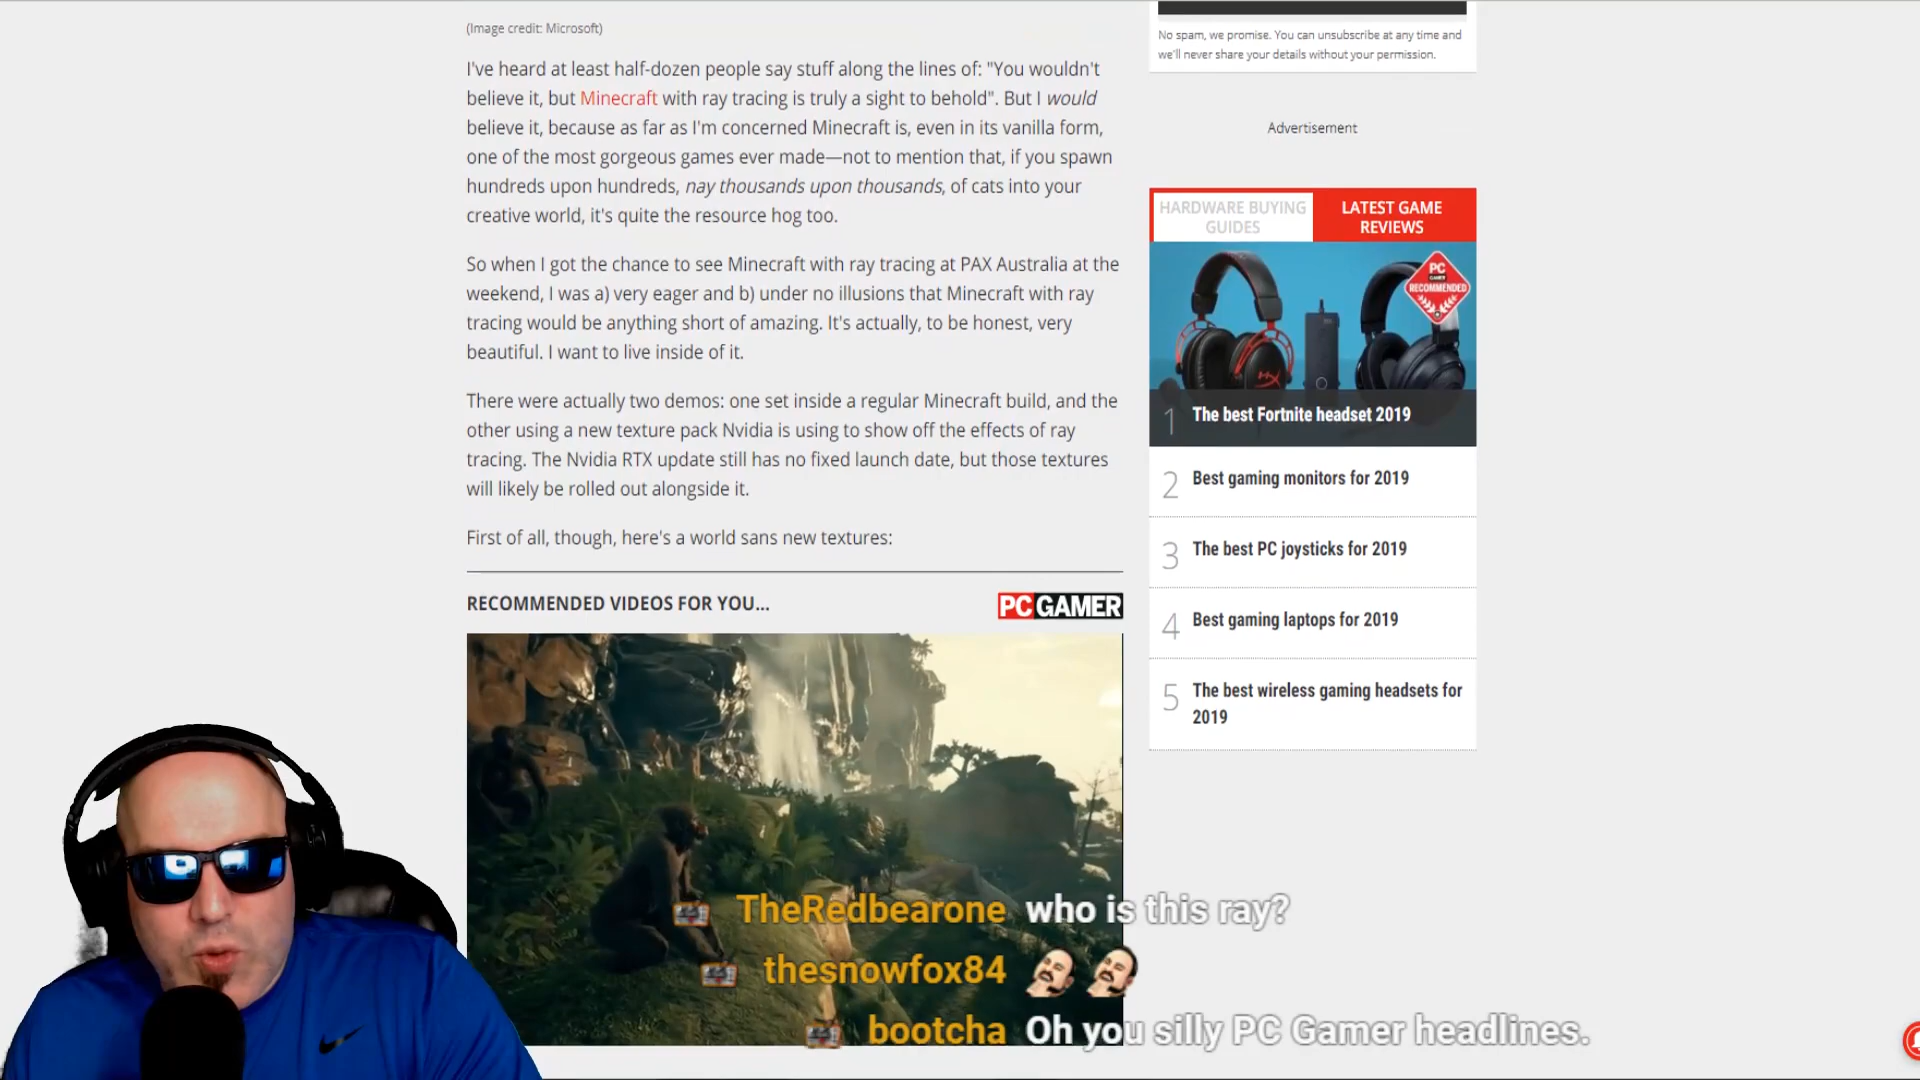 (Image credit: Microsoft)
I've heard at least half-dozen people say stuff along the lines of: "You wouldn't
believe it, but Minecraft with ray tracing is truly a sight to behold". But I would
believe it, because as far as I'm concerned Minecraft is, even in its vanilla form,
one of the most gorgeous games ever made—not to mention that, if you spawn
hundreds upon hundreds, nay thousands upon thousands, of cats into your
creative world, it's quite the resource hog too.
So when I got the chance to see Minecraft with ray tracing at PAX Australia at the
weekend, I was a) very eager and b) under no illusions that Minecraft with ray
tracing would be anything short of amazing. It's actually, to be honest, very
beautiful. I want to live inside of it.
There were actually two demos: one set inside a regular Minecraft build, and the
other using a new texture pack Nvidia is using to show off the effects of ray
tracing. The Nvidia RTX update still has no fixed launch date, but those textures
will likely be rolled out alongside it.
First of all, though, here's a world sans new textures:
RECOMMENDED VIDEOS FOR YOU...
PC GAMER
No spam, we promise. You can unsubscribe at any time and
we'll never share your details without your permission.
Advertisement
HARDWARE BUYING
GUIDES
LATEST GAME
REVIEWS
PC
GAMER
RECOMMENDED
1 The best Fortnite headset 2019
2 Best gaming monitors for 2019
3 The best PC joysticks for 2019
4 Best gaming laptops for 2019
5 The best wireless gaming headsets for
2019
TheRedbearone who is this ray?
thesnowfox84
bootcha Oh you silly PC Gamer headlines.